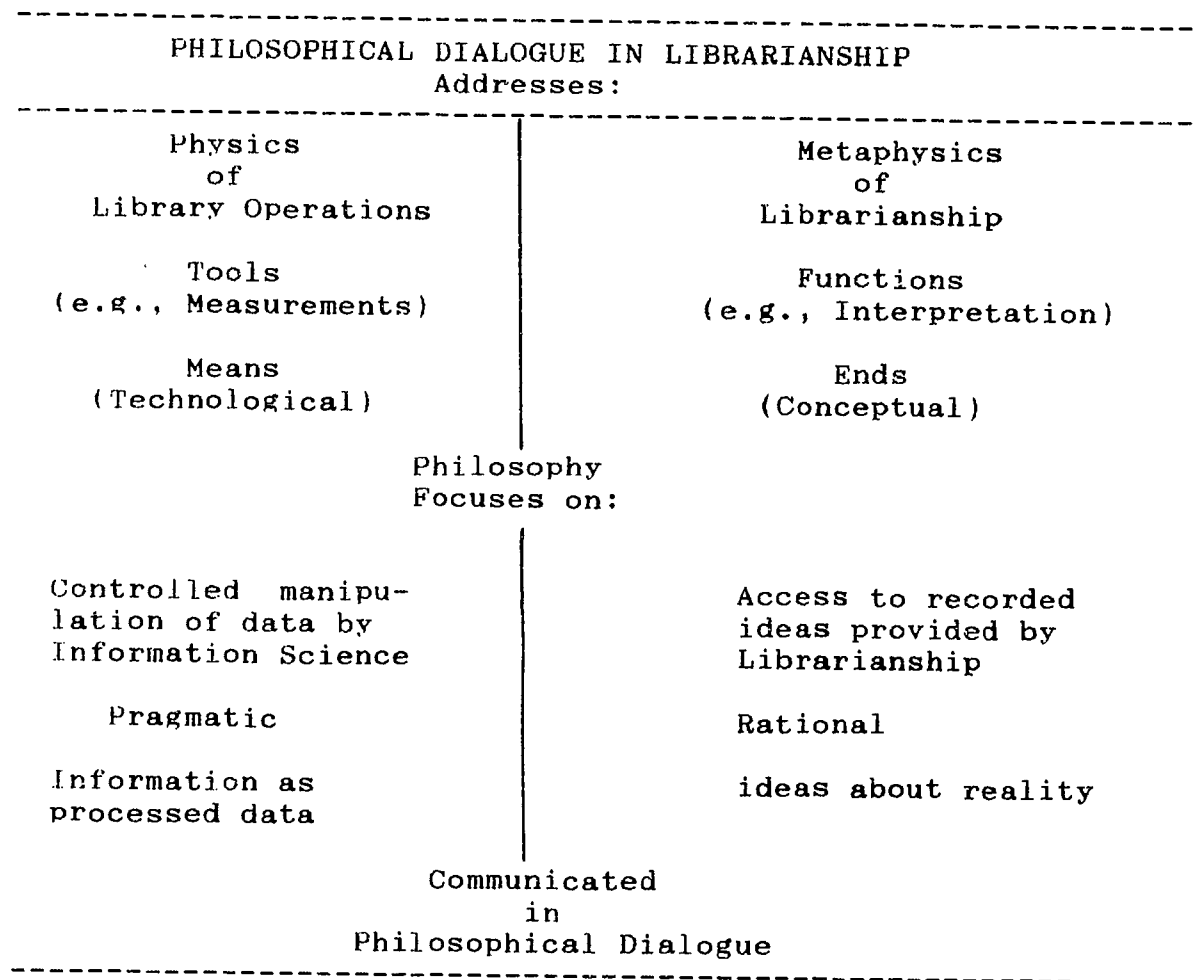 PHILOSOPHICAL DIALOGUE IN LIBRARIANSHIP
Addresses:
Physics
of
Library Operations
Tools
(e.g., Measurements)
Means
(Technological)
Metaphysics
of
Librarianship
Functions
(e.g., Interpretation)
Ends
(Conceptual)
Philosophy
Focuses on:
Controlled manipu-
lation of data by
Information Science
Pragmatic
Information as
processed data
Access to recorded
ideas provided by
Librarianship
Rational
ideas about reality
Communicated
in
Philosophical Dialogue